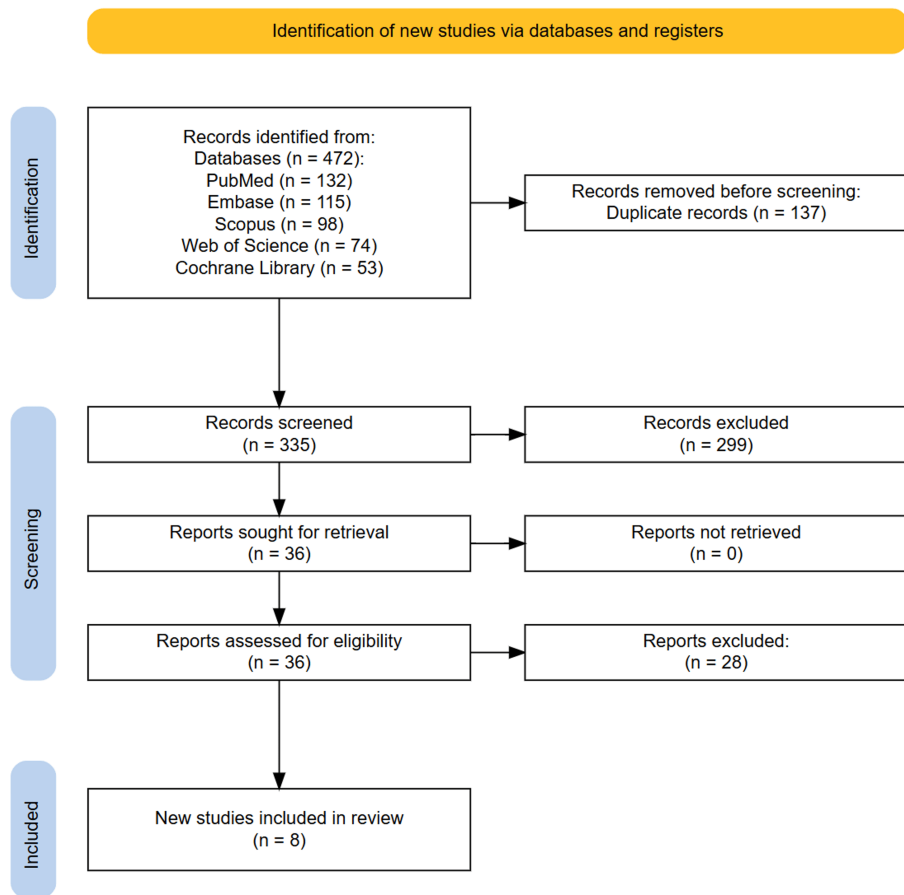 Identification of new studies via databases and registers
Identification
Records identified from:
Databases (n = 472):
PubMed (n = 132)
Embase (n = 115)
Scopus (n = 98)
Web of Science (n = 74)
Cochrane Library (n = 53)
Records removed before screening:
Duplicate records (n = 137)
Screening
Records screened
(n = 335)
Records excluded
(n = 299)
Reports sought for retrieval
(n = 36)
Reports not retrieved
(n = 0)
Reports assessed for eligibility
(n = 36)
Reports excluded:
(n = 28)
Included
New studies included in review
(n = 8)